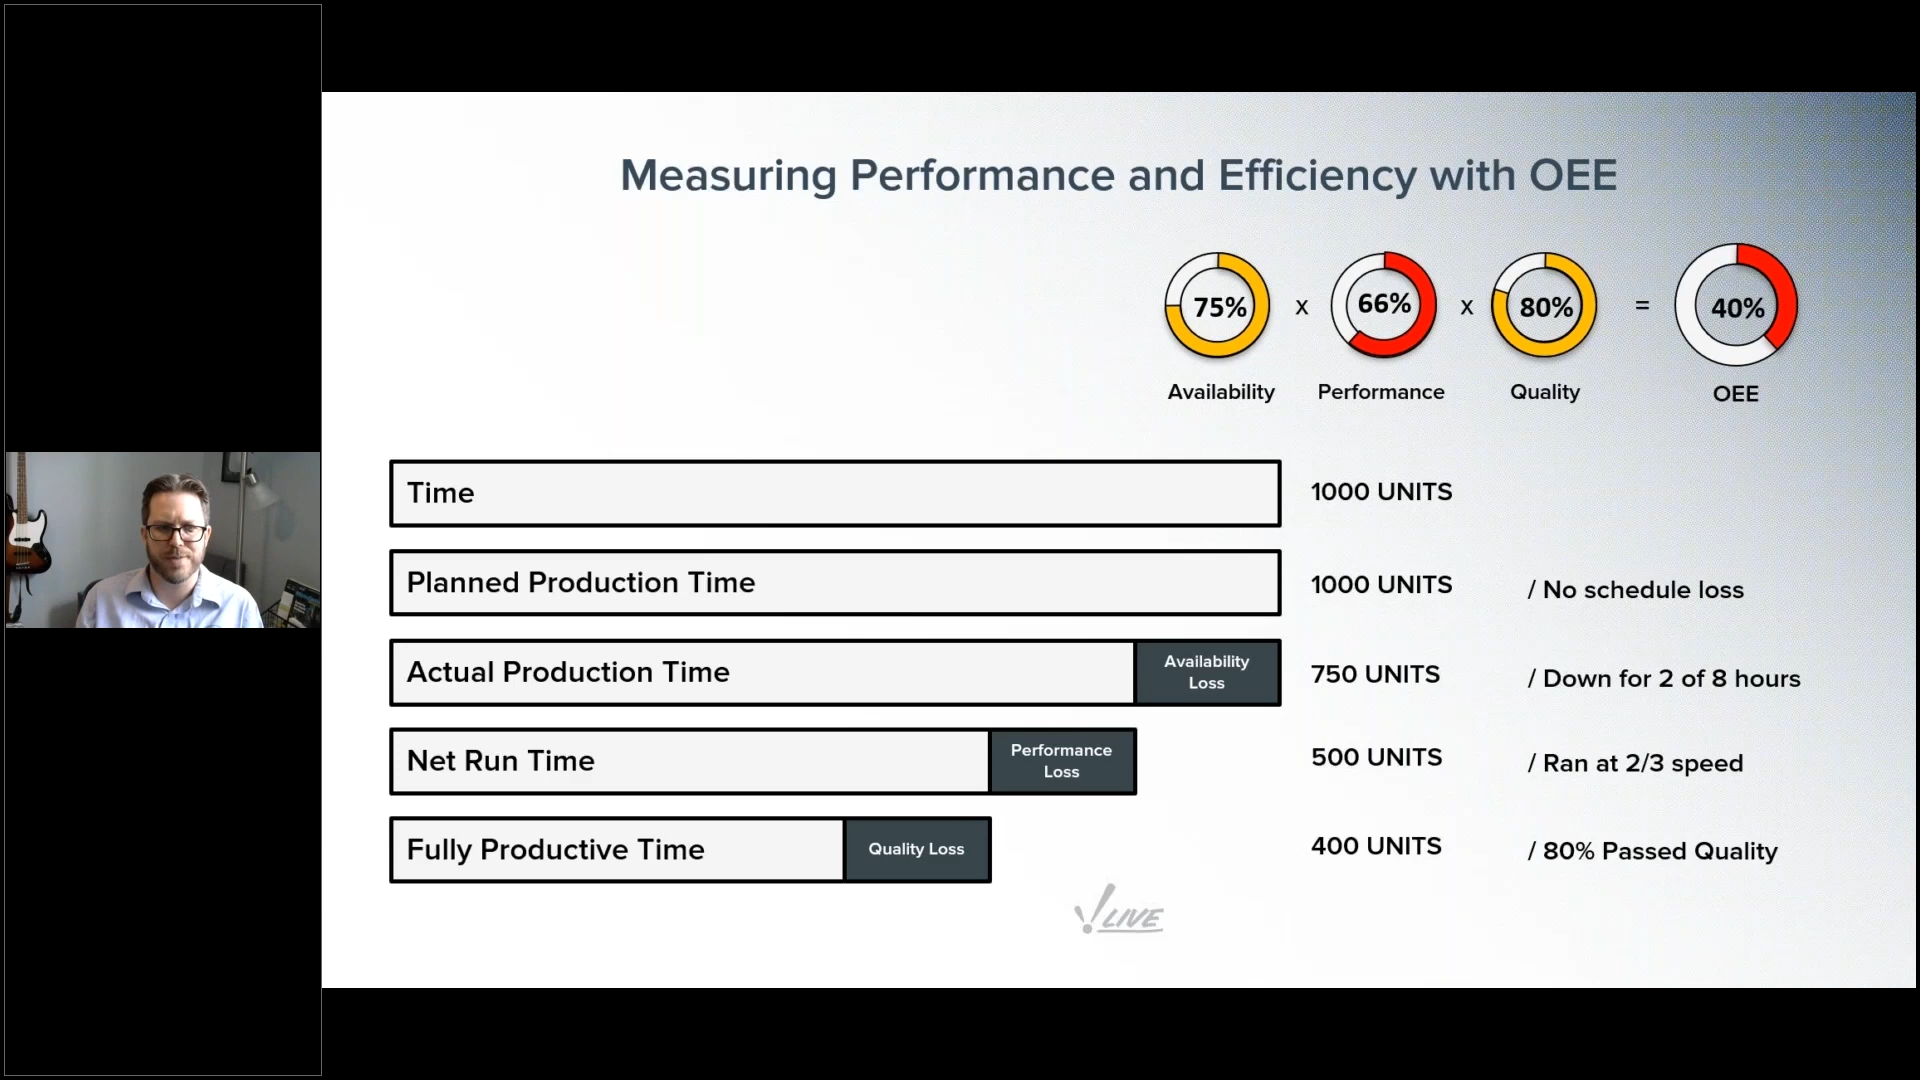 Measuring Performance and Efficiency with OEE
75% x 66% x 80% = 40%
Availability Performance Quality OEE
Time 1000 UNITS
Planned Production Time 1000 UNITS / No schedule loss
Actual Production Time Availability Loss 750 UNITS / Down for 2 of 8 hours
Net Run Time Performance Loss 500 UNITS / Ran at 2/3 speed
Fully Productive Time Quality Loss 400 UNITS / 80% Passed Quality
LIVE